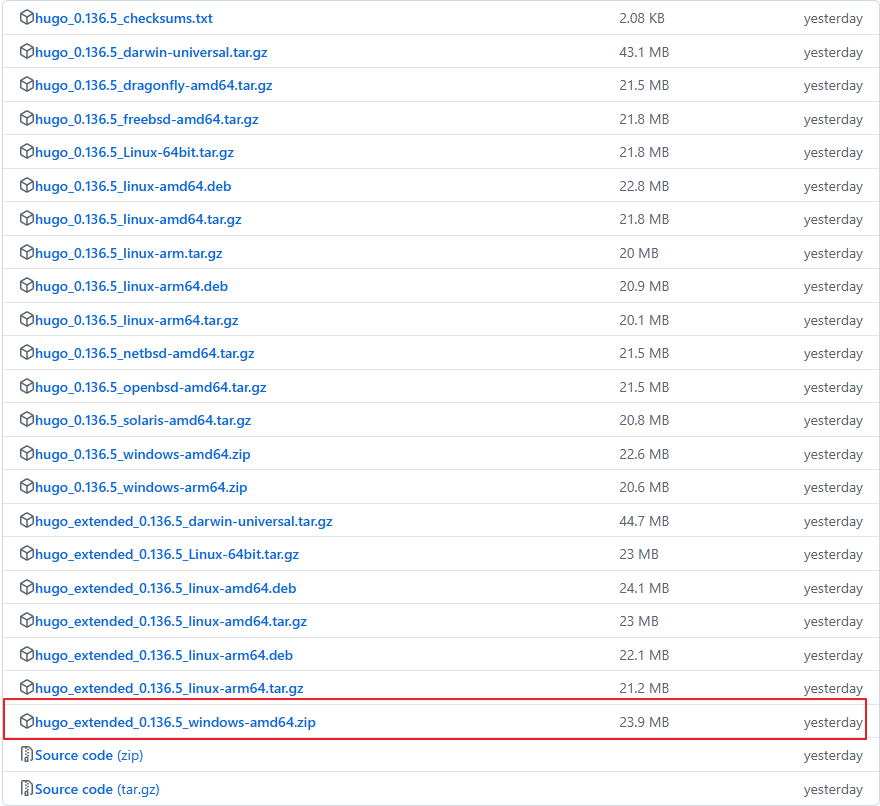 hugo_0.136.5_checksums.txt 2.08 KB yesterday
hugo_0.136.5_darwin-universal.tar.gz 43.1 MB yesterday
hugo_0.136.5_dragonfly-amd64.tar.gz 21.5 MB yesterday
hugo_0.136.5_freebsd-amd64.tar.gz 21.8 MB yesterday
hugo_0.136.5_Linux-64bit.tar.gz 21.8 MB yesterday
hugo_0.136.5_linux-amd64.deb 22.8 MB yesterday
hugo_0.136.5_linux-amd64.tar.gz 21.8 MB yesterday
hugo_0.136.5_linux-arm.tar.gz 20 MB yesterday
hugo_0.136.5_linux-arm64.deb 20.9 MB yesterday
hugo_0.136.5_linux-arm64.tar.gz 20.1 MB yesterday
hugo_0.136.5_netbsd-amd64.tar.gz 21.5 MB yesterday
hugo_0.136.5_openbsd-amd64.tar.gz 21.5 MB yesterday
hugo_0.136.5_solaris-amd64.tar.gz 20.8 MB yesterday
hugo_0.136.5_windows-amd64.zip 22.6 MB yesterday
hugo_0.136.5_windows-arm64.zip 20.6 MB yesterday
hugo_extended_0.136.5_darwin-universal.tar.gz 44.7 MB yesterday
hugo_extended_0.136.5_Linux-64bit.tar.gz 23 MB yesterday
hugo_extended_0.136.5_linux-amd64.deb 24.1 MB yesterday
hugo_extended_0.136.5_linux-amd64.tar.gz 23 MB yesterday
hugo_extended_0.136.5_linux-arm64.deb 22.1 MB yesterday
hugo_extended_0.136.5_linux-arm64.tar.gz 21.2 MB yesterday
hugo_extended_0.136.5_windows-amd64.zip 23.9 MB yesterday
Source code (zip) yesterday
Source code (tar.gz) yesterday